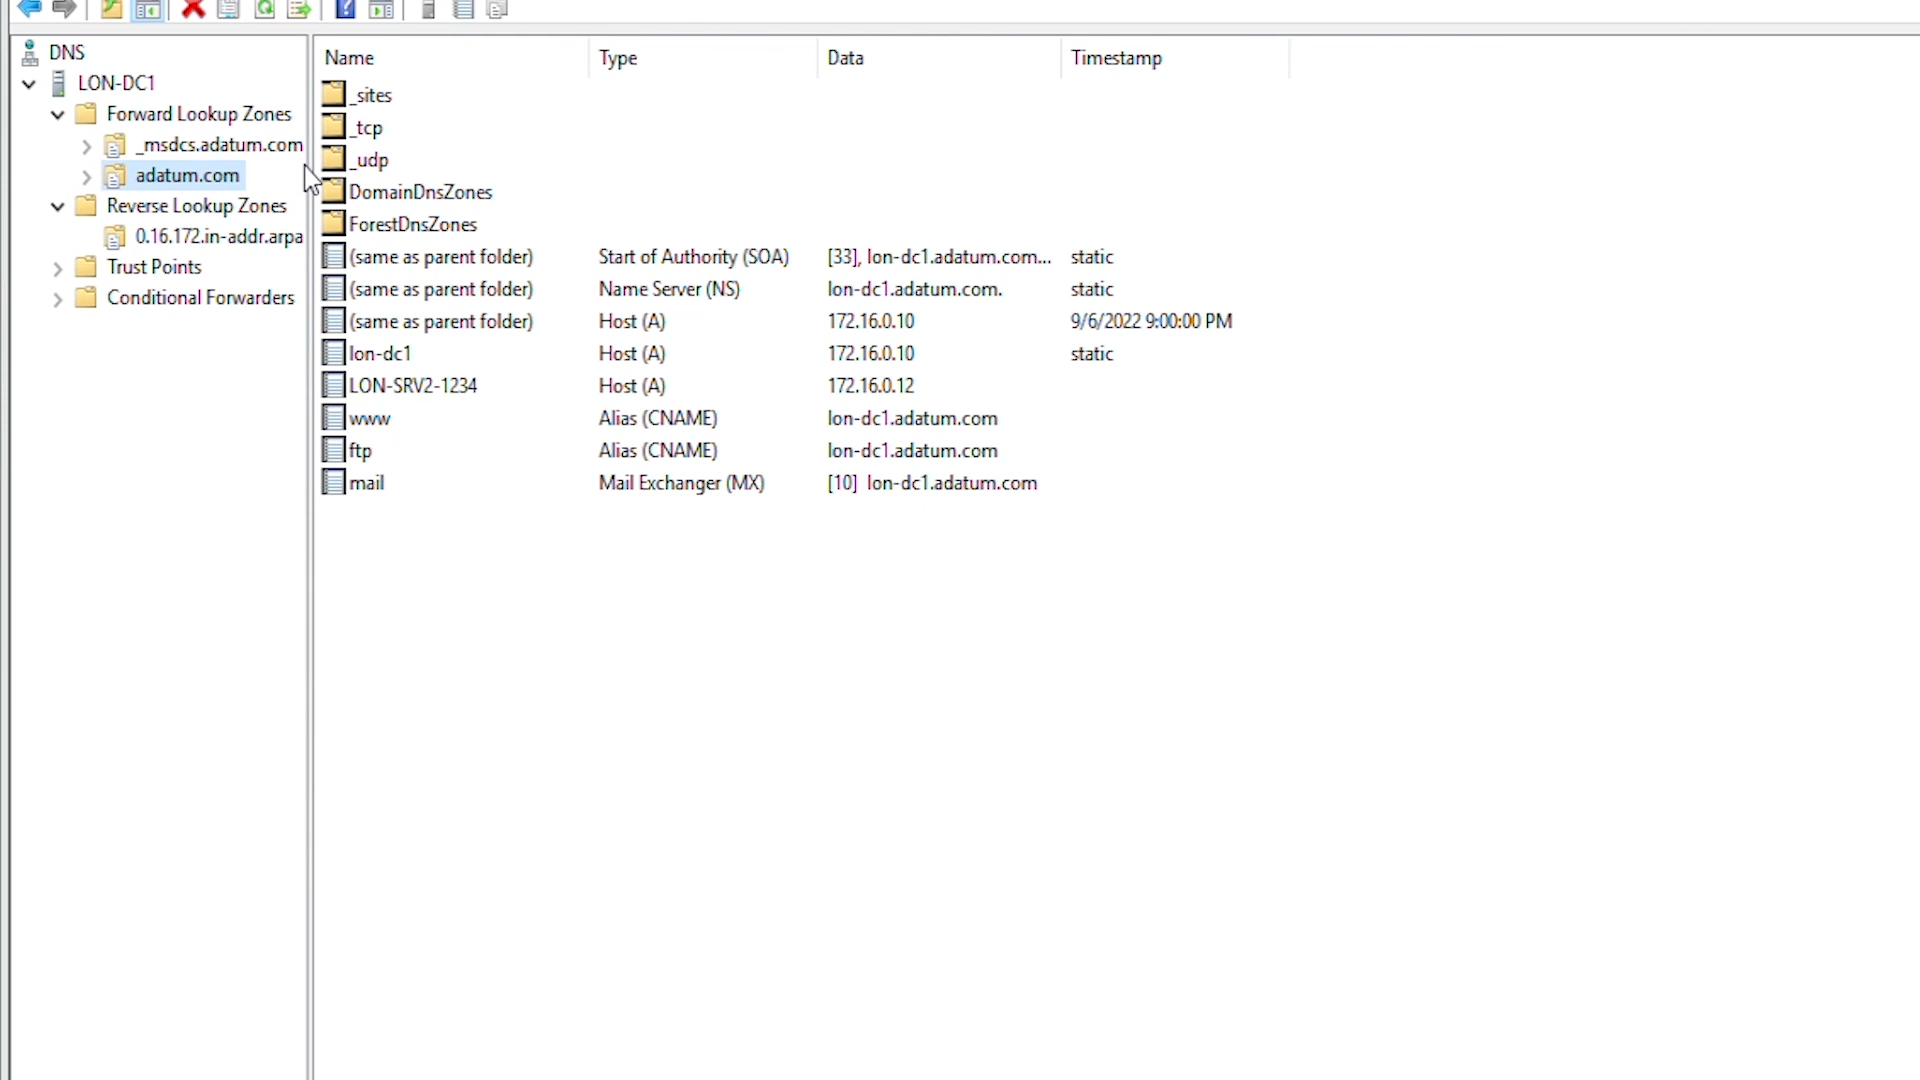 DNS
LON-DC1
Forward Lookup Zones
_msdcs.adatum.com
adatum.com
Reverse Lookup Zones
0.16.172.in-addr.arpa
Trust Points
Conditional Forwarders
Name Type Data Timestamp
_sites
_tcp
_udp
DomainDnsZones
ForestDnsZones
(same as parent folder) Start of Authority (SOA) [33], lon-dc1.adatum.com... static
(same as parent folder) Name Server (NS) lon-dc1.adatum.com. static
(same as parent folder) Host (A) 172.16.0.10 9/6/2022 9:00:00 PM
lon-dc1 Host (A) 172.16.0.10 static
LON-SRV2-1234 Host (A) 172.16.0.12
www Alias (CNAME) lon-dc1.adatum.com
ftp Alias (CNAME) lon-dc1.adatum.com
mail Mail Exchanger (MX) [10] lon-dc1.adatum.com